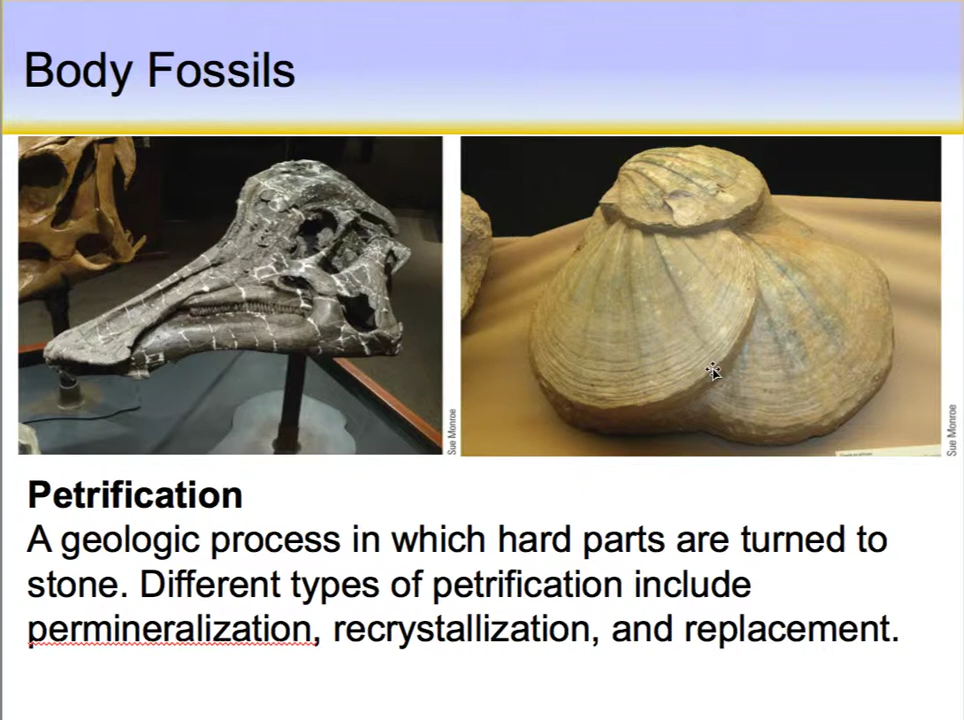 Body Fossils
Sue Monroe
Sue Monroe
Petrification
A geologic process in which hard parts are turned to
stone. Different types of petrification include
permineralization, recrystallization, and replacement.